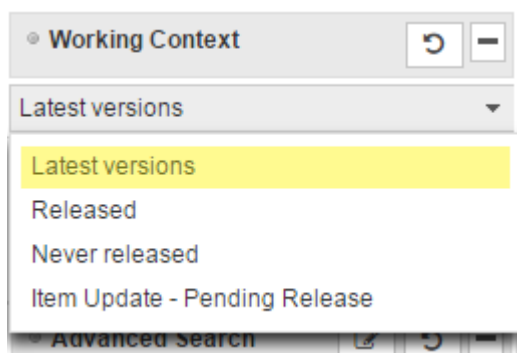 Working Context
Latest versions
Latest versions
Released
Never released
Item Update - Pending Release
Advanced Search